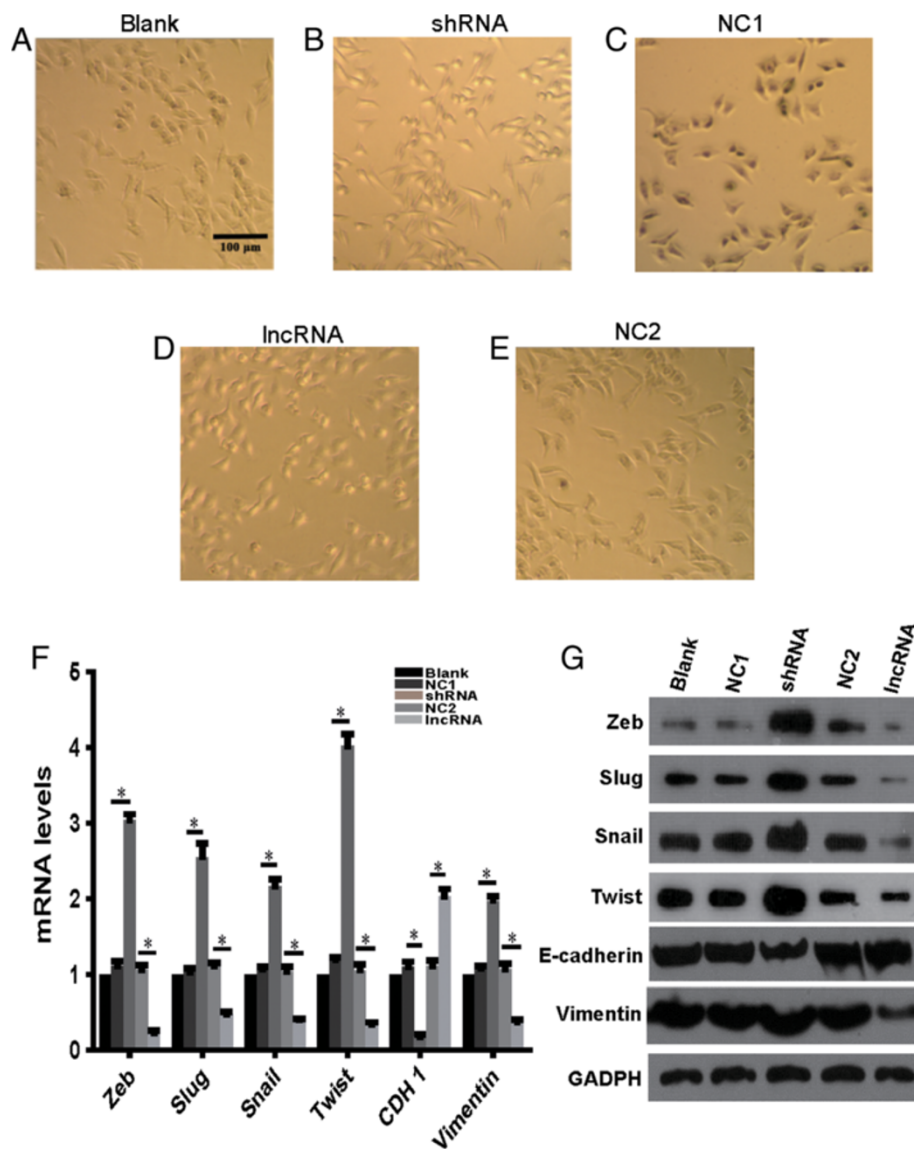 A Blank
B shRNA
C NC1
100 µm
D lncRNA
E NC2
F
mRNA levels
5
4
3
2
1
0
Blank
NC1
shRNA
NC2
lncRNA
* * * * * * * * * * * *
Zeb Slug Snail Twist CDH 1 Vimentin
G
Blank NC1 shRNA NC2 lncRNA
Zeb
Slug
Snail
Twist
E-cadherin
Vimentin
GADPH